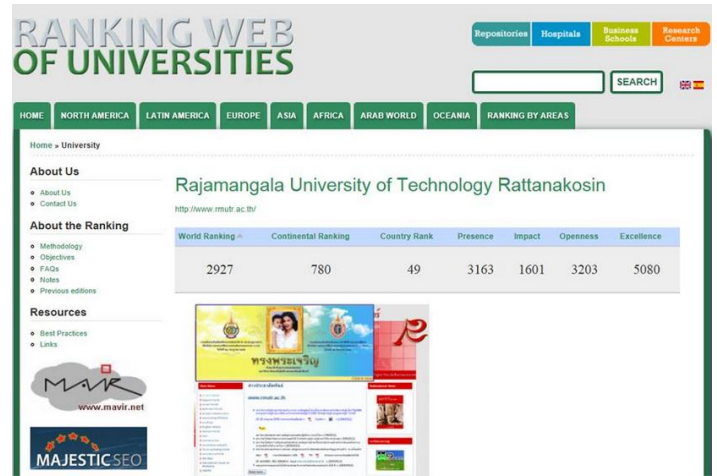 RANKING WEB
OF UNIVERSITIES
Repositories Hospitals Business Schools Research Centers
SEARCH
HOME NORTH AMERICA LATIN AMERICA EUROPE ASIA AFRICA ARAB WORLD OCEANIA RANKING BY AREAS
Home » University
About Us
About Us
Contact Us
About the Ranking
Methodology
Objectives
FAQs
Notes
Previous editions
Resources
Best Practices
Links
MAVIR
www.mavir.net
MAJESTIC SEO
Rajamangala University of Technology Rattanakosin
http://www.rmutr.ac.th/
World Ranking Continental Ranking Country Rank Presence Impact Openness Excellence
2927 780 49 3163 1601 3203 5080
ทรงพระเจริญ
www.rmutr.ac.th